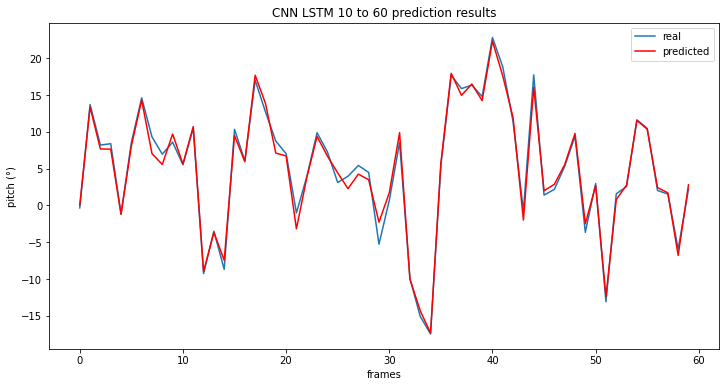 CNN LSTM 10 to 60 prediction results
real
predicted
20
15
10
5
0
−5
−10
−15
pitch (°)
0 10 20 30 40 50 60
frames